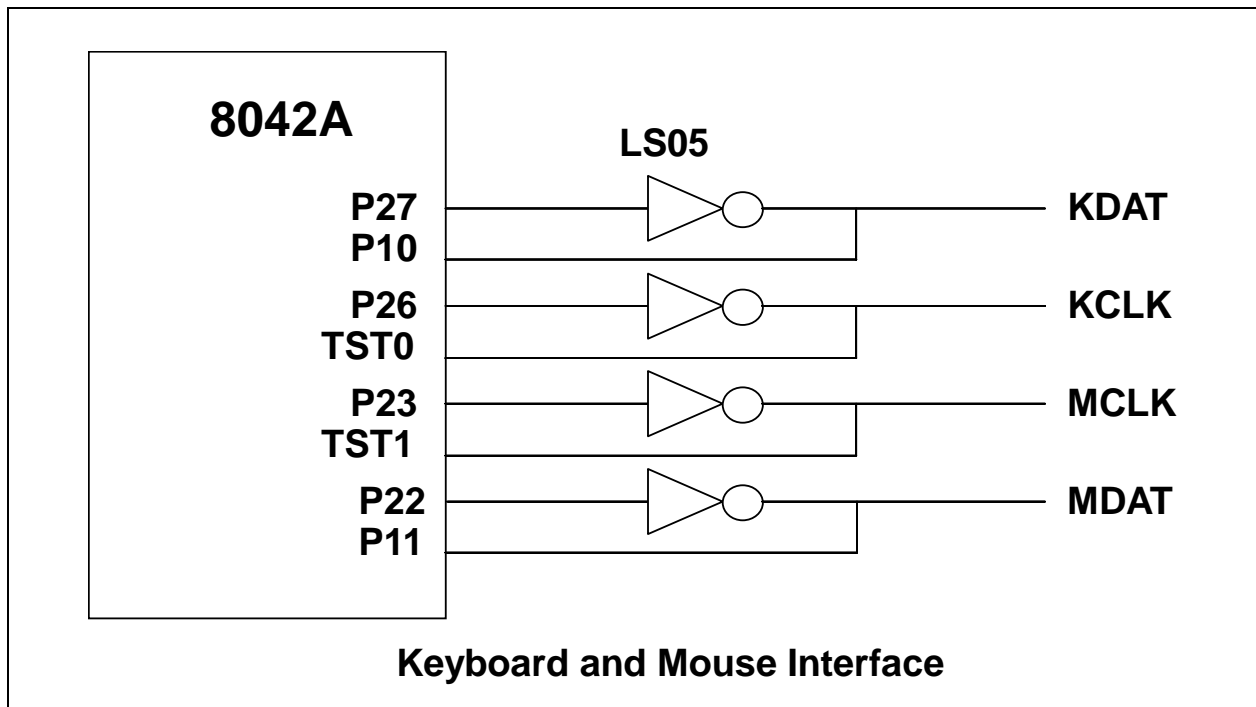 8042A
LS05
P27
KDAT
P10
P26
KCLK
TST0
P23
MCLK
TST1
P22
MDAT
P11
Keyboard and Mouse Interface